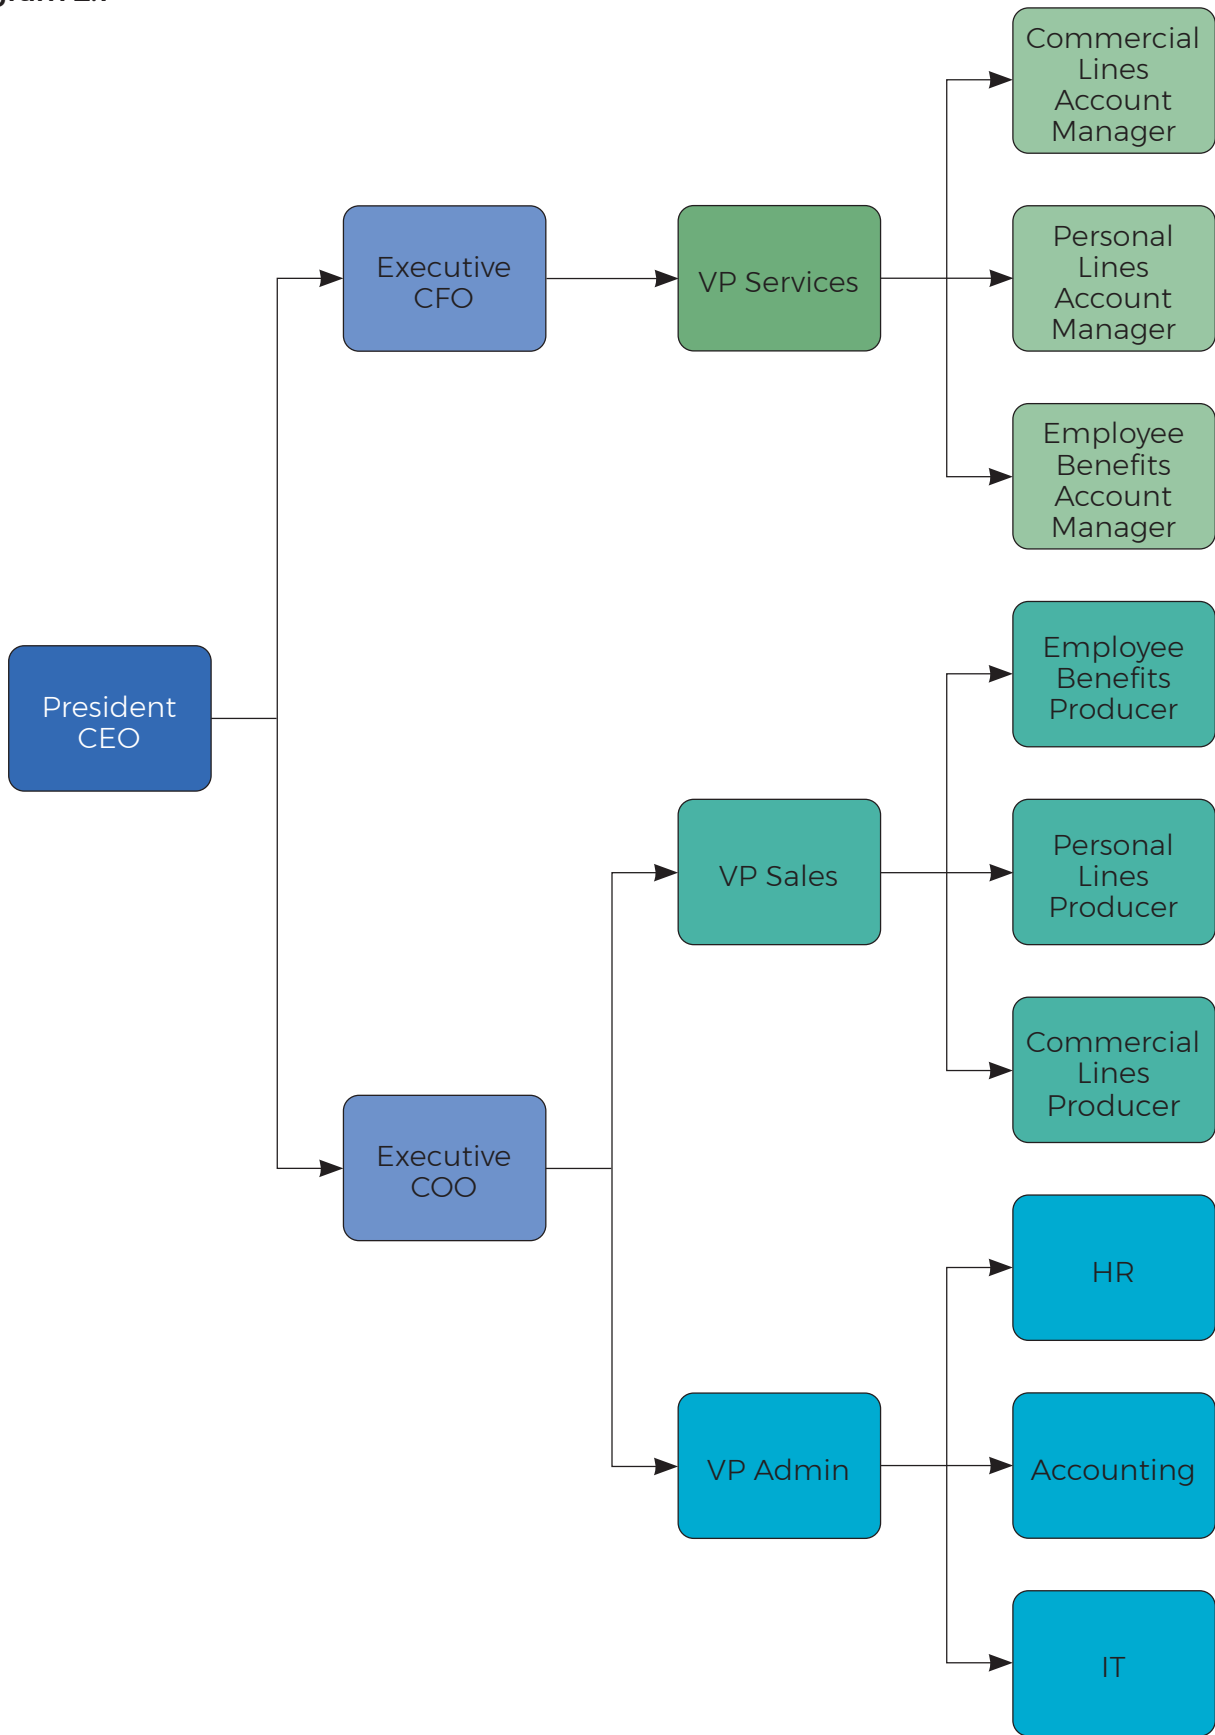 Commercial
Lines
Account
Manager
Executive
CFO
VP Services
Personal
Lines
Account
Manager
Employee
Benefits
Account
Manager
President
CEO
Employee
Benefits
Producer
VP Sales
Personal
Lines
Producer
Commercial
Lines
Producer
Executive
COO
HR
VP Admin
Accounting
IT